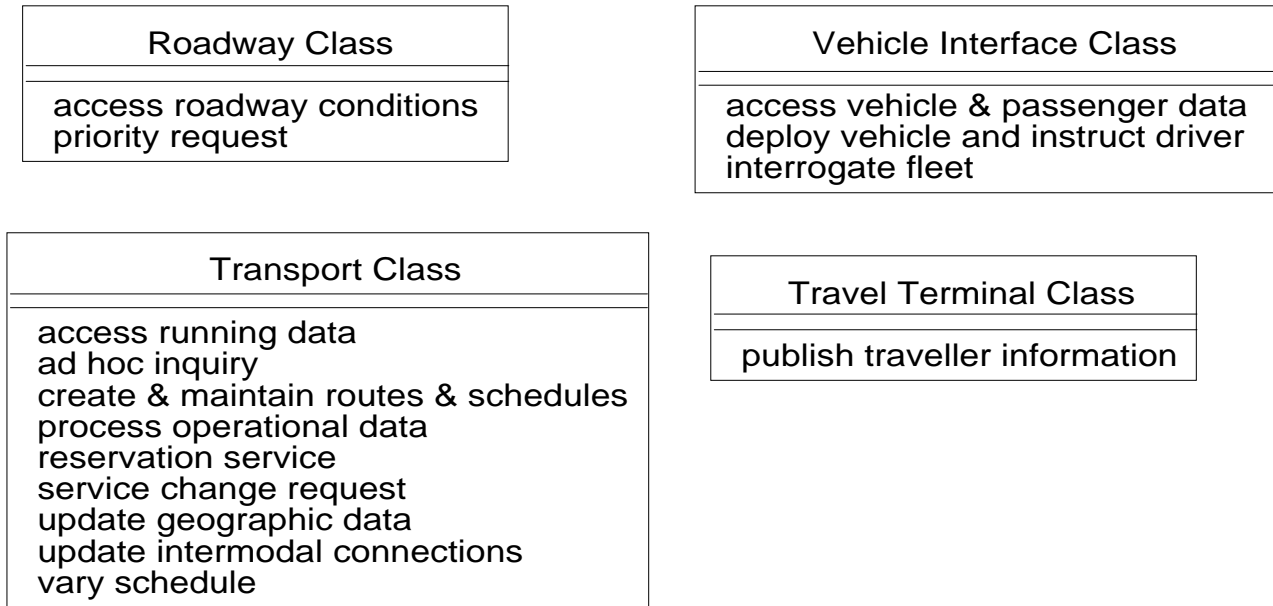 Roadway Class
access roadway conditions
priority request
Vehicle Interface Class
access vehicle & passenger data
deploy vehicle and instruct driver
interrogate fleet
Transport Class
access running data
ad hoc inquiry
create & maintain routes & schedules
process operational data
reservation service
service change request
update geographic data
update intermodal connections
vary schedule
Travel Terminal Class
publish traveller information